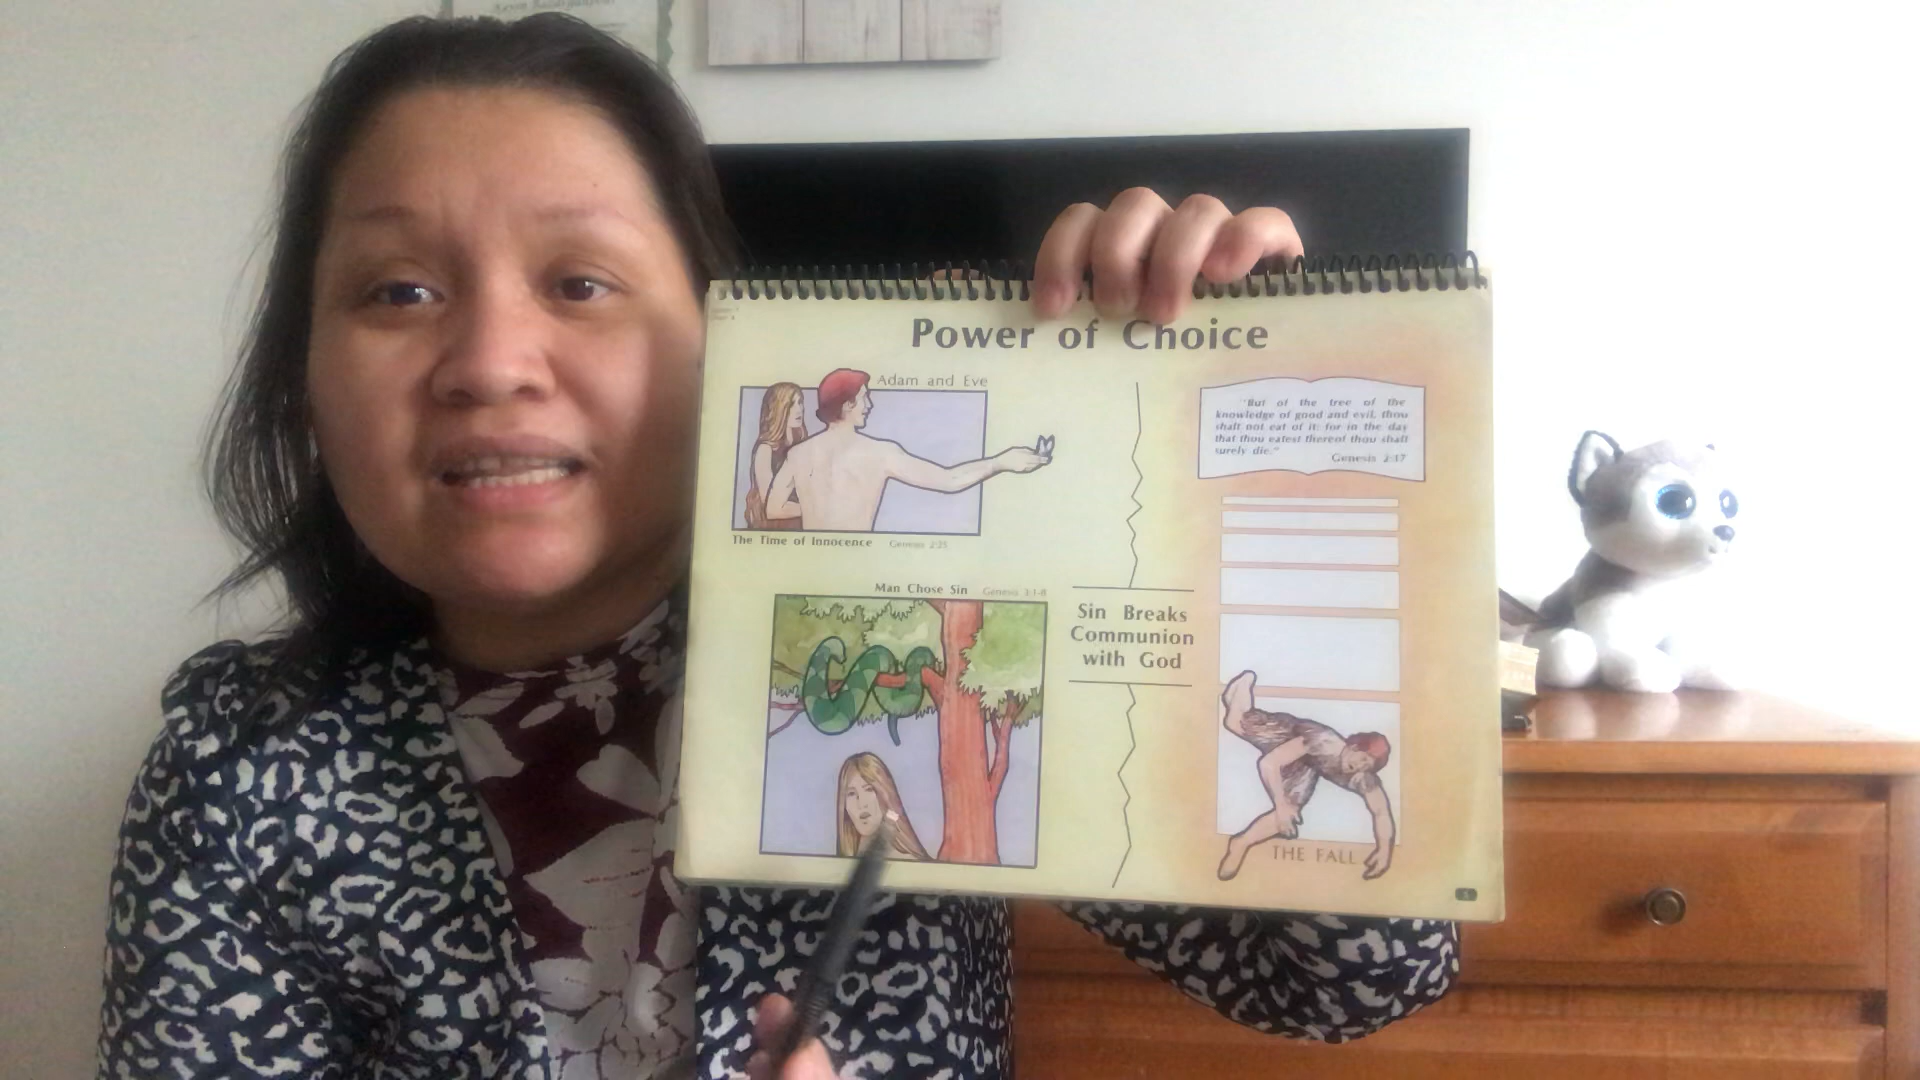 Power of Choice
Adam and Eve
The Time of Innocence Genesis 2:25
Man Chose Sin Genesis 3:1-8
Sin Breaks
Communion
with God
"But of the tree of the
knowledge of good and evil, thou
shalt not eat of it: for in the day
that thou eatest thereof thou shalt
surely die."
Genesis 2:17
THE FALL